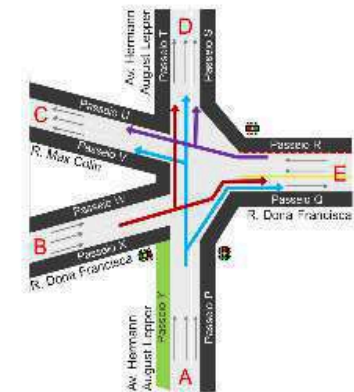 D
Av. Hermann
August Lepper
Passeio T
Passeio S
C
Passeio U
R. Max Colin
Passeio V
Passeio R
E
Passeio W
Passeio Q
R. Dona Francisca
B
Passeio X
R. Dona Francisca
Av. Hermann
August Lepper
Passeio Y
Passeio P
A